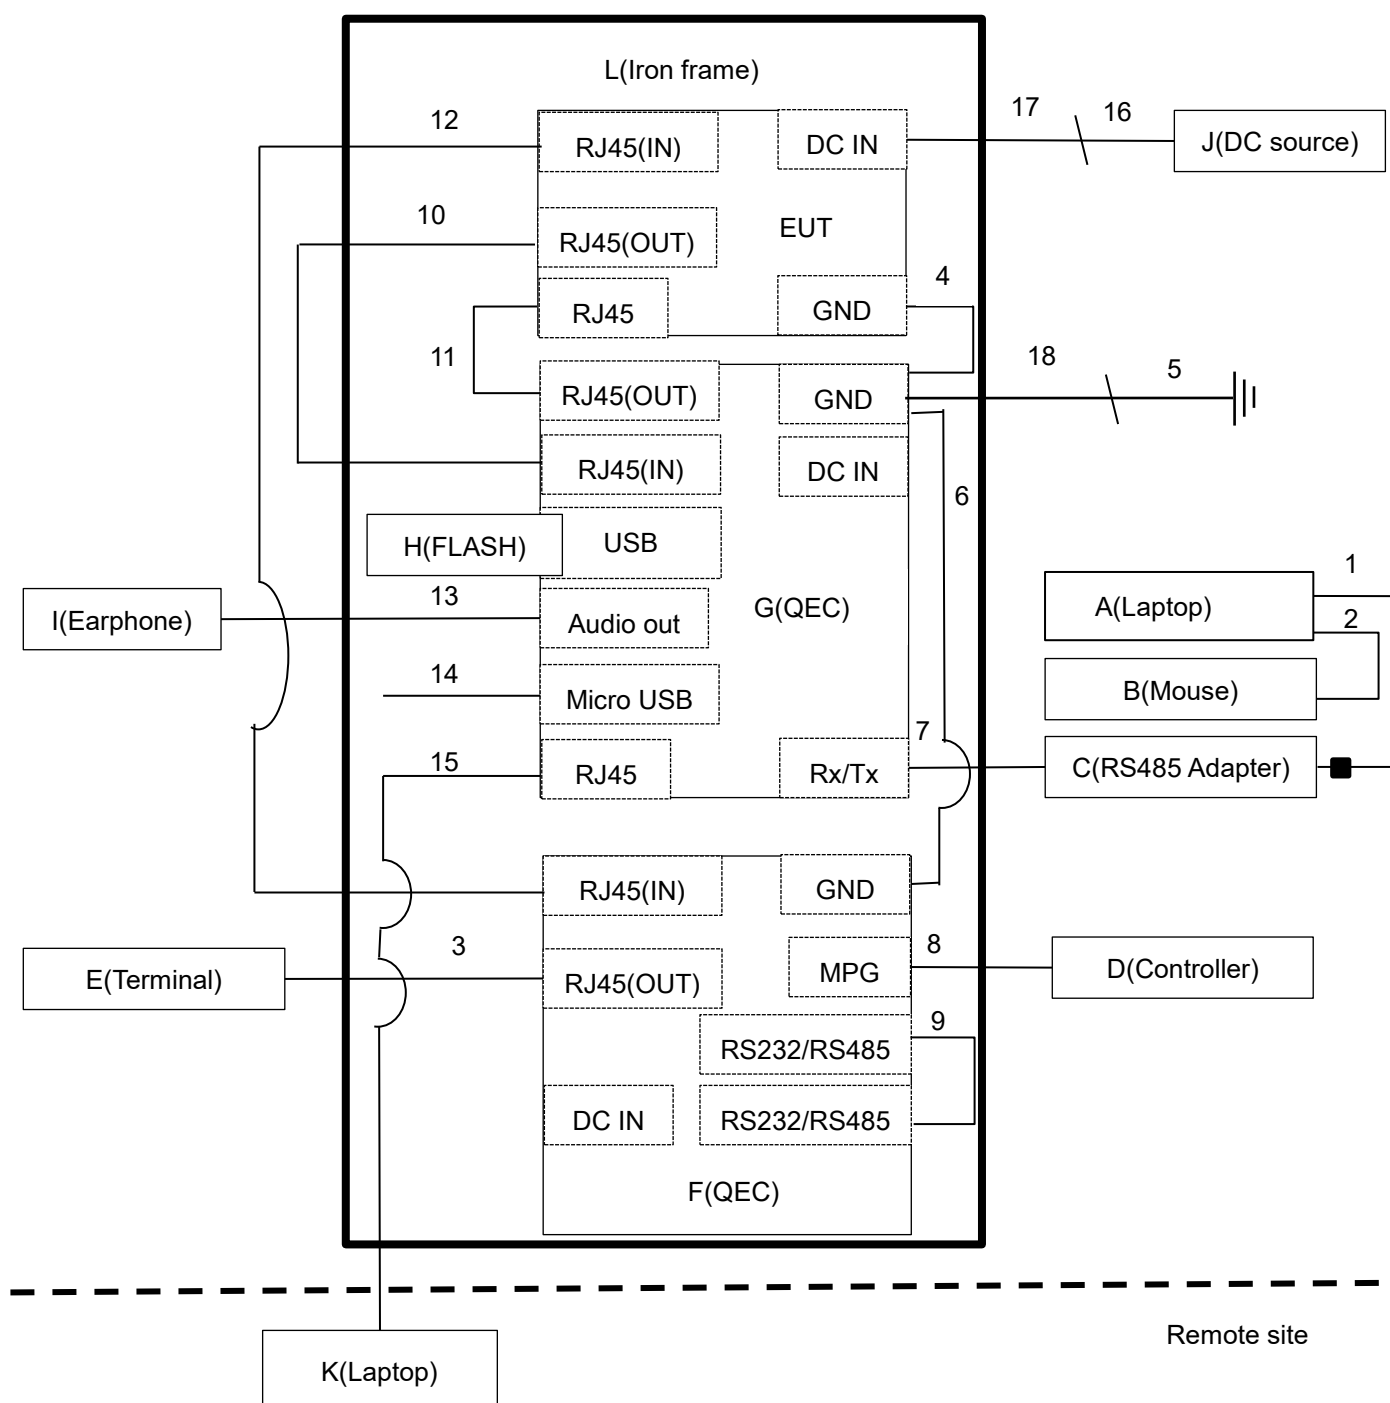 L(Iron frame)
12
RJ45(IN)
DC IN
17
16
J(DC source)
10
RJ45(OUT)
EUT
4
RJ45
GND
11
RJ45(OUT)
GND
18
5
RJ45(IN)
DC IN
6
H(FLASH)
USB
13
I(Earphone)
Audio out
G(QEC)
1
A(Laptop)
2
14
Micro USB
B(Mouse)
7
15
RJ45
Rx/Tx
C(RS485 Adapter)
RJ45(IN)
GND
3
8
E(Terminal)
RJ45(OUT)
MPG
D(Controller)
9
RS232/RS485
DC IN
RS232/RS485
F(QEC)
Remote site
K(Laptop)